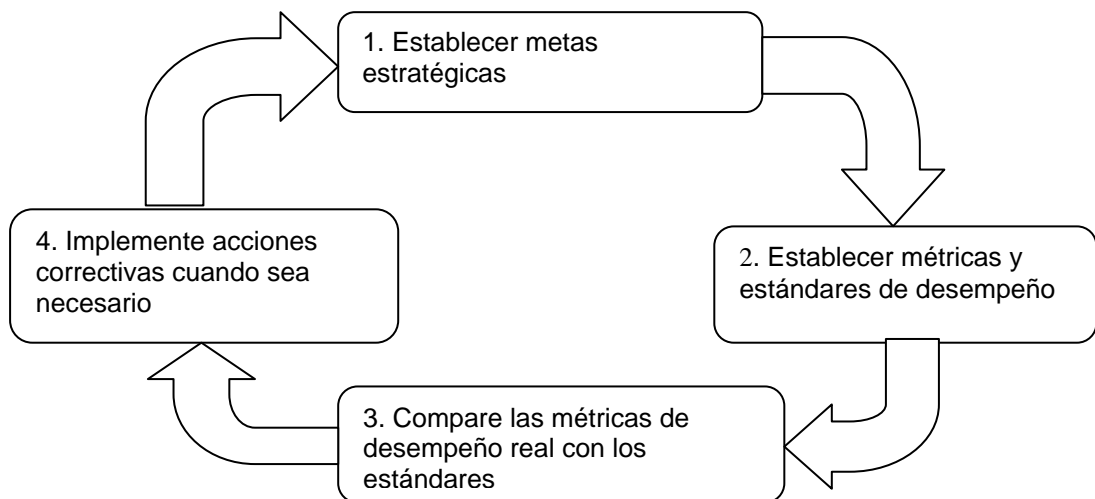 1. Establecer metas
estratégicas
2. Establecer métricas y
estándares de desempeño
3. Compare las métricas de
desempeño real con los
estándares
4. Implemente acciones
correctivas cuando sea
necesario